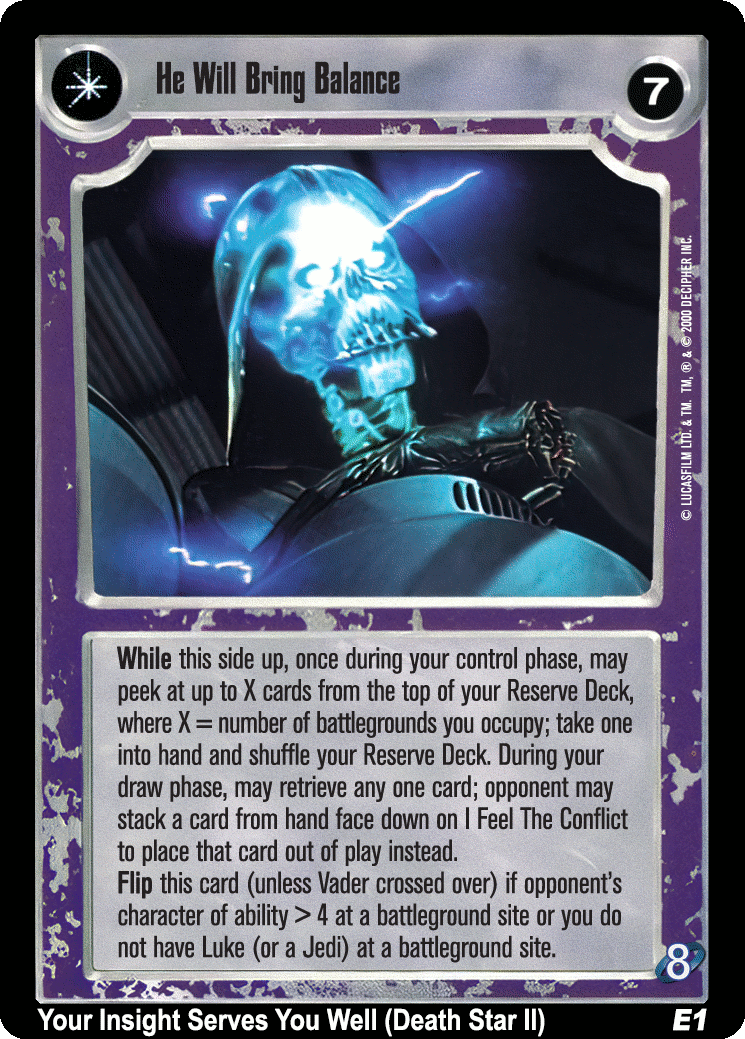 He Will Bring Balance
7
© LUCASFILM LTD. & TM. TM, ® & © 2000 DECIPHER INC.
While this side up, once during your control phase, may
peek at up to X cards from the top of your Reserve Deck,
where X = number of battlegrounds you occupy; take one
into hand and shuffle your Reserve Deck. During your
draw phase, may retrieve any one card; opponent may
stack a card from hand face down on I Feel The Conflict
to place that card out of play instead.
Flip this card (unless Vader crossed over) if opponent's
character of ability > 4 at a battleground site or you do
not have Luke (or a Jedi) at a battleground site.
8
Your Insight Serves You Well (Death Star II)
E1